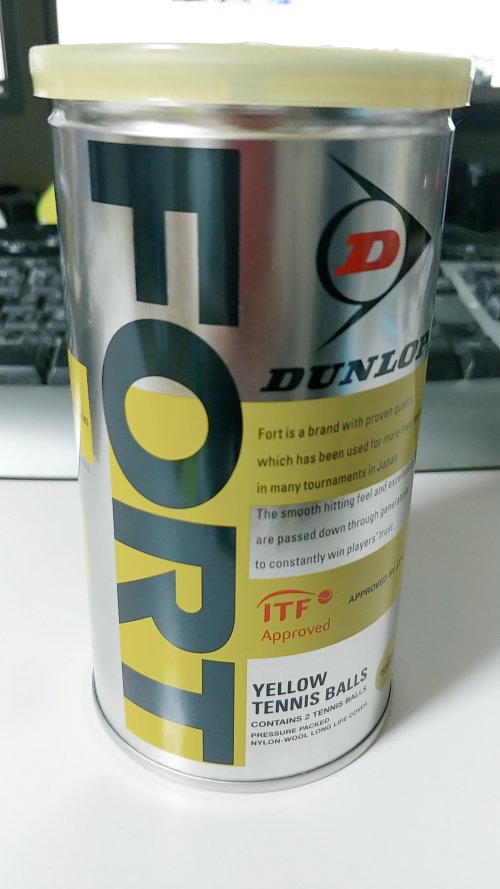 FORT
D
DUNLOP
Fort is a brand with proven quality,
which has been used for more than
in many tournaments in Japan.
The smooth hitting feel and
are passed down through
to constantly win players' trust.
ITF
Approved
APPROVED BY
YELLOW
TENNIS BALLS
CONTAINS 2 TENNIS BALLS
PRESSURE PACKED
NYLON-WOOL LONG LIFE COVER